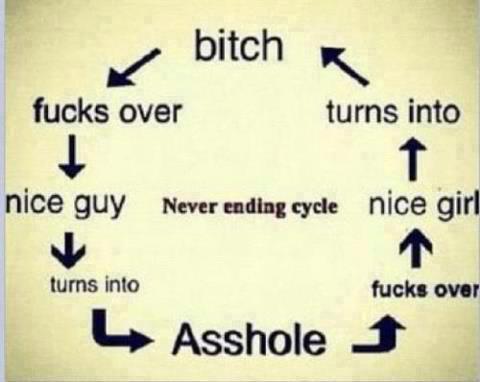 bitch
fucks over
turns into
nice guy
Never ending cycle
nice girl
turns into
fucks over
Asshole